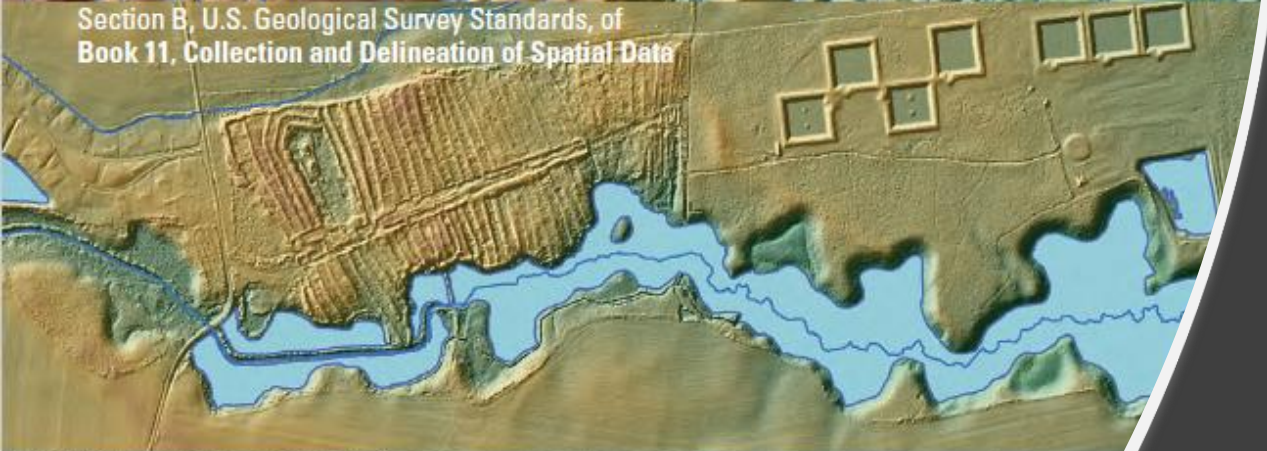 Section B, U.S. Geological Survey Standards, of
Book 11, Collection and Delineation of Spatial Data